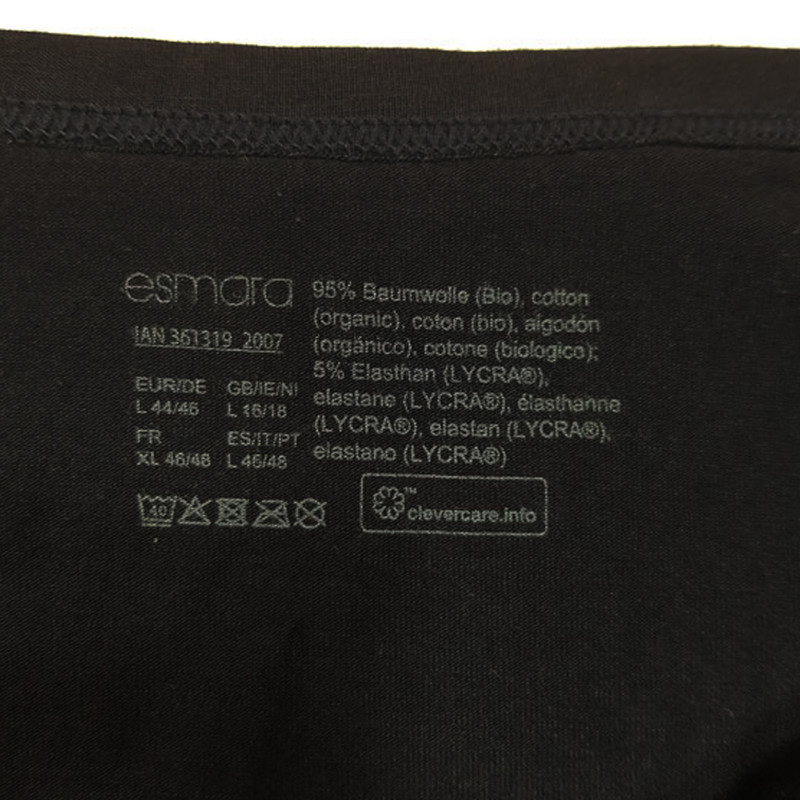 esmara
IAN 361319_2007
EUR/DE GB/IE/NI
L 44/46 L 16/18
FR ES/IT/PT
XL 46/48 L 46/48
95% Baumwolle (Bio), cotton
(organic), coton (bio), algodón
(orgánico), cotone (biologico);
5% Elasthan (LYCRA®),
elastane (LYCRA®), élasthanne
(LYCRA®), elastan (LYCRA®),
elastano (LYCRA®)
40
™
clevercare.info